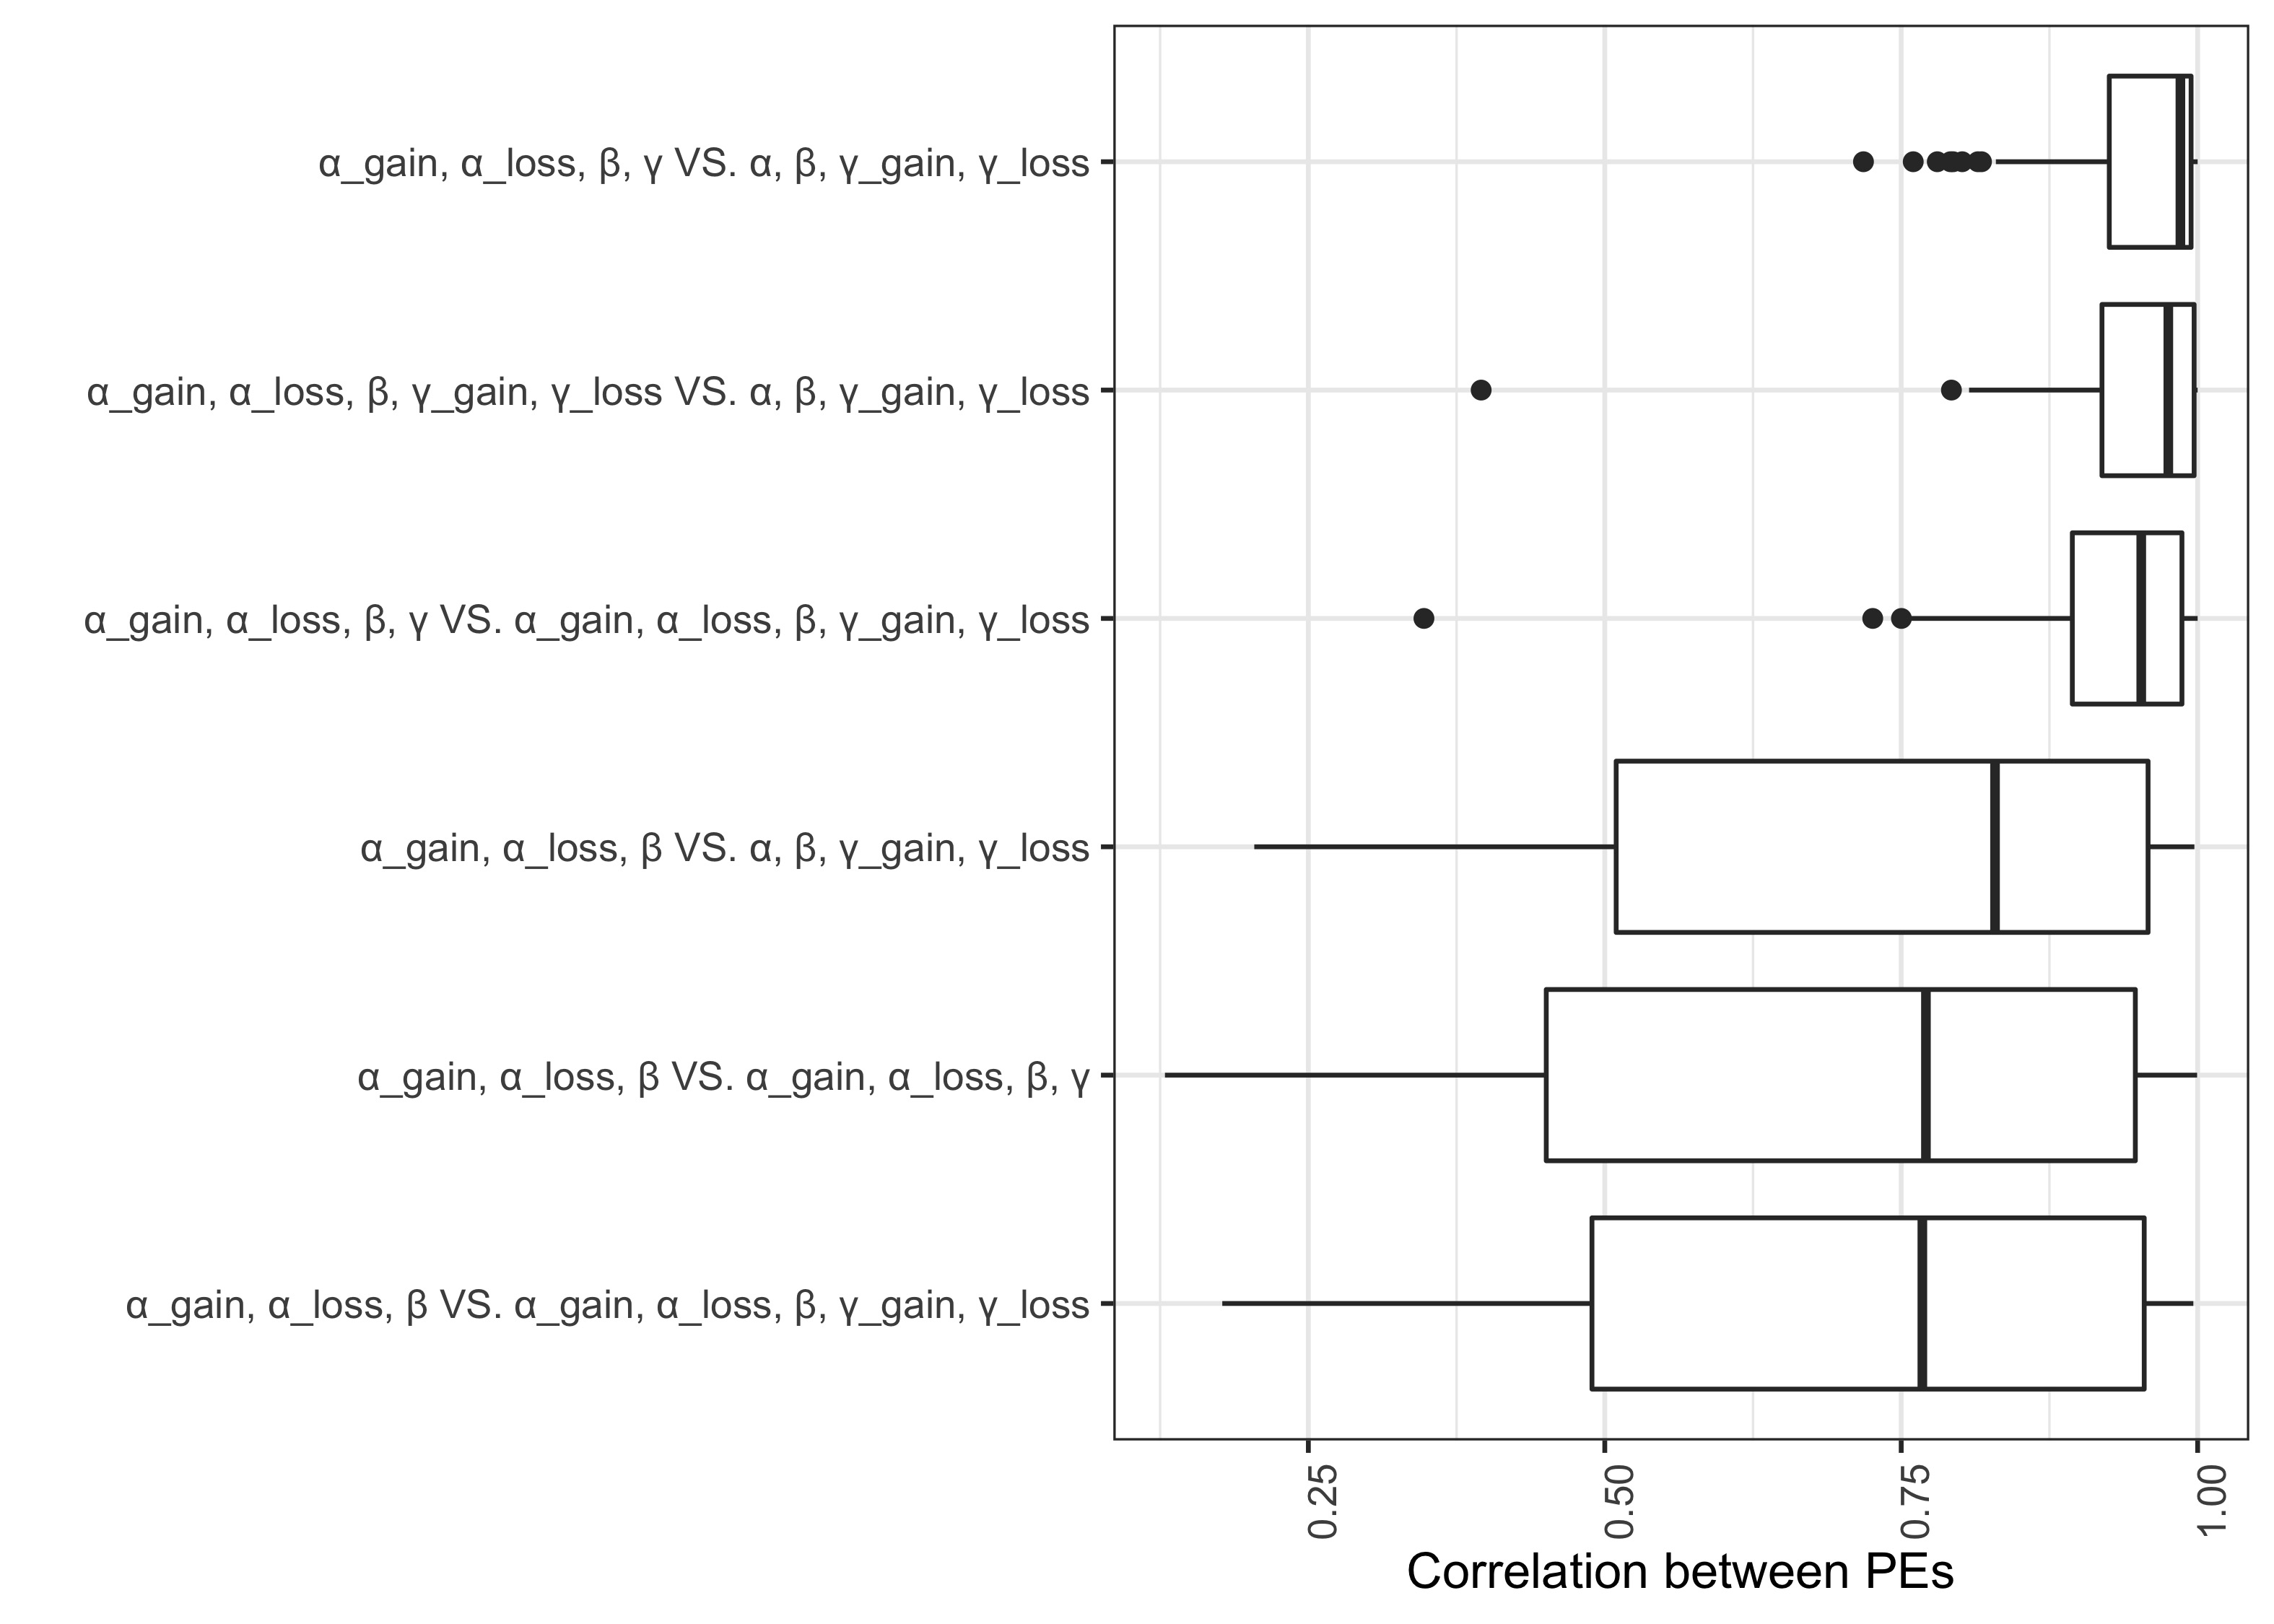 α_gain, α_loss, β, γ VS. α, β, γ_gain, γ_loss
α_gain, α_loss, β, γ_gain, γ_loss VS. α, β, γ_gain, γ_loss
α_gain, α_loss, β, γ VS. α_gain, α_loss, β, γ_gain, γ_loss
α_gain, α_loss, β VS. α, β, γ_gain, γ_loss
α_gain, α_loss, β VS. α_gain, α_loss, β, γ
α_gain, α_loss, β VS. α_gain, α_loss, β, γ_gain, γ_loss
0.25
0.50
0.75
1.00
Correlation between PEs